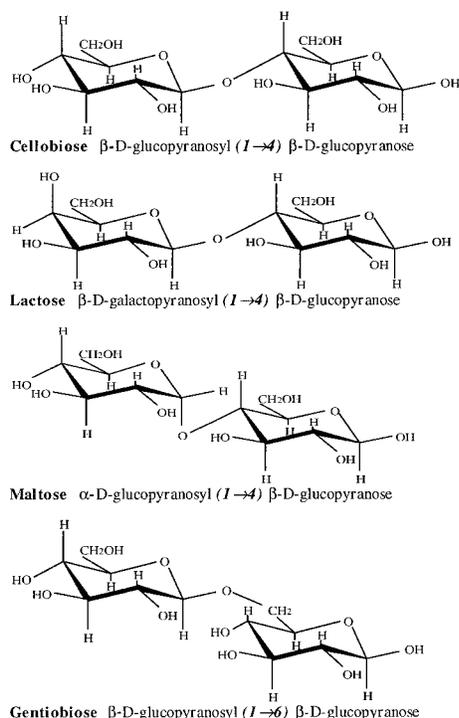 H H
CH2OH O CH2OH O
HO H H O H H OH
HO OH HO OH
H H H H
Cellobiose β-D-glucopyranosyl (1→4) β-D-glucopyranose
HO H
CH2OH O CH2OH O
H H H O H H OH
HO OH HO OH
H H H H
Lactose β-D-galactopyranosyl (1→4) β-D-glucopyranose
H
CH2OH O H
HO H H H CH2OH O
HO OH
H O HO H H OH
OH
H H
Maltose α-D-glucopyranosyl (1→4) β-D-glucopyranose
H
CH2OH O
HO H H O CH2
HO OH H O
H H HO H H OH
HO OH
H H
Gentiobiose β-D-glucopyranosyl (1→6) β-D-glucopyranose